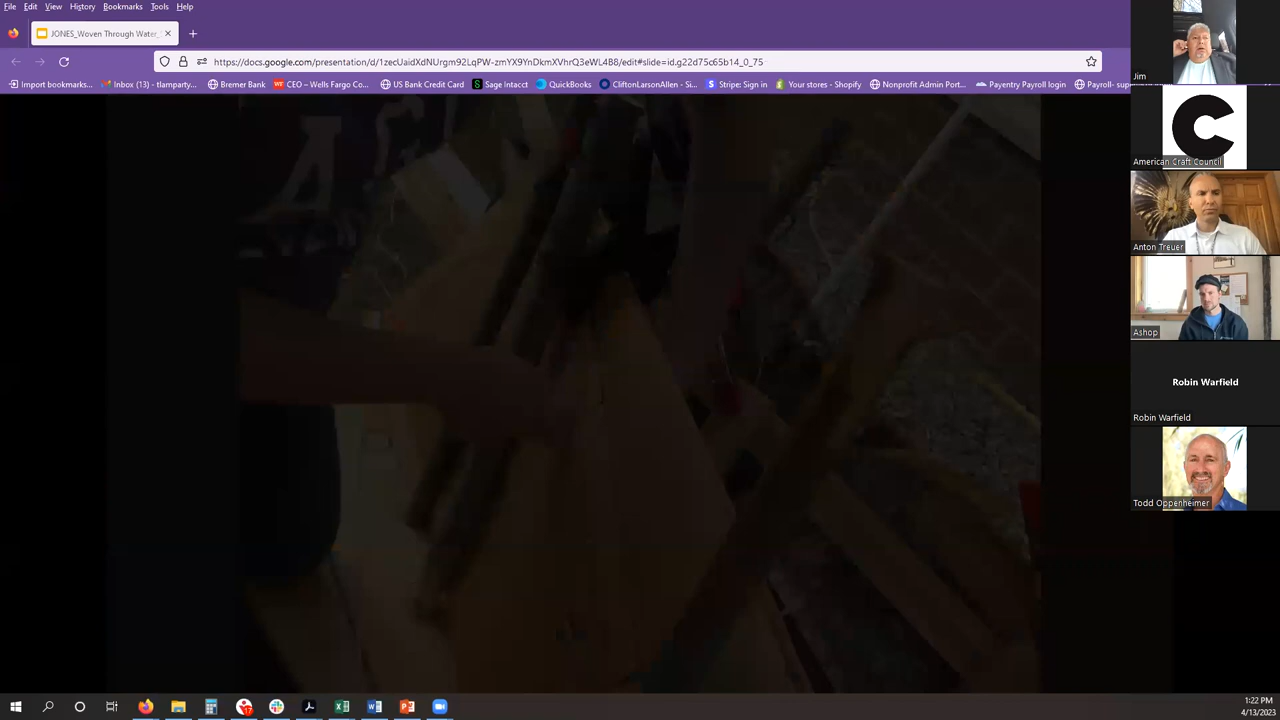 File Edit View History Bookmarks Tools Help
JONES_Woven Through Water_
https://docs.google.com/presentation/d/1zecUaidXdNUrgm92LqPW-zmYX9YnDkmXVhrQ3eWL4B8/edit#slide=id.g22d75c65b14_0_75
Import bookmarks... Inbox (13) - tlamparty... Bremer Bank CEO – Wells Fargo Co... US Bank Credit Card Sage Intacct QuickBooks CliftonLarsonAllen - Si... Stripe: Sign in Your stores · Shopify Nonprofit Admin Port... Payentry Payroll login Payroll- sup
Jim
C
American Craft Council
Anton Treuer
Ashop
Robin Warfield
Robin Warfield
Todd Oppenheimer
1:22 PM
4/13/2023